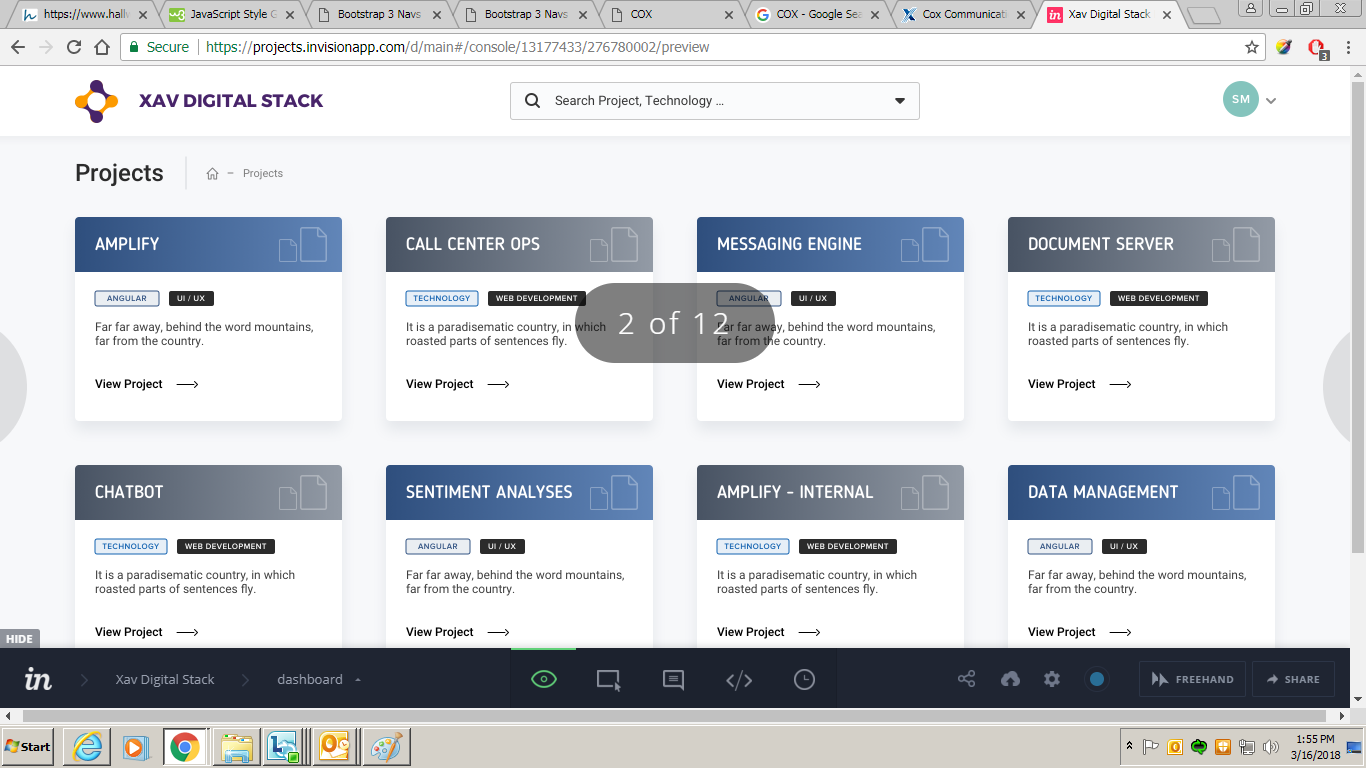 https://www.hallw
JavaScript Style G
Bootstrap 3 Navs
Bootstrap 3 Navs
COX
COX - Google Sea
Cox Communicati
Xav Digital Stack
Secure
https://projects.invisionapp.com/d/main#/console/13177433/276780002/preview
3
XAV DIGITAL STACK
Search Project, Technology ...
SM
Projects
– Projects
AMPLIFY
CALL CENTER OPS
MESSAGING ENGINE
DOCUMENT SERVER
ANGULAR UI / UX
TECHNOLOGY WEB DEVELOPMENT
ANGULAR UI / UX
TECHNOLOGY WEB DEVELOPMENT
Far far away, behind the word mountains,
far from the country.
It is a paradisematic country, in which
roasted parts of sentences fly.
Far far away, behind the word mountains,
far from the country.
It is a paradisematic country, in which
roasted parts of sentences fly.
2 of 12
View Project
View Project
View Project
View Project
CHATBOT
SENTIMENT ANALYSES
AMPLIFY - INTERNAL
DATA MANAGEMENT
TECHNOLOGY WEB DEVELOPMENT
ANGULAR UI / UX
TECHNOLOGY WEB DEVELOPMENT
ANGULAR UI / UX
It is a paradisematic country, in which
roasted parts of sentences fly.
Far far away, behind the word mountains,
far from the country.
It is a paradisematic country, in which
roasted parts of sentences fly.
Far far away, behind the word mountains,
far from the country.
View Project
View Project
View Project
View Project
HIDE
in
Xav Digital Stack
dashboard
FREEHAND
SHARE
Start
1:55 PM
3/16/2018